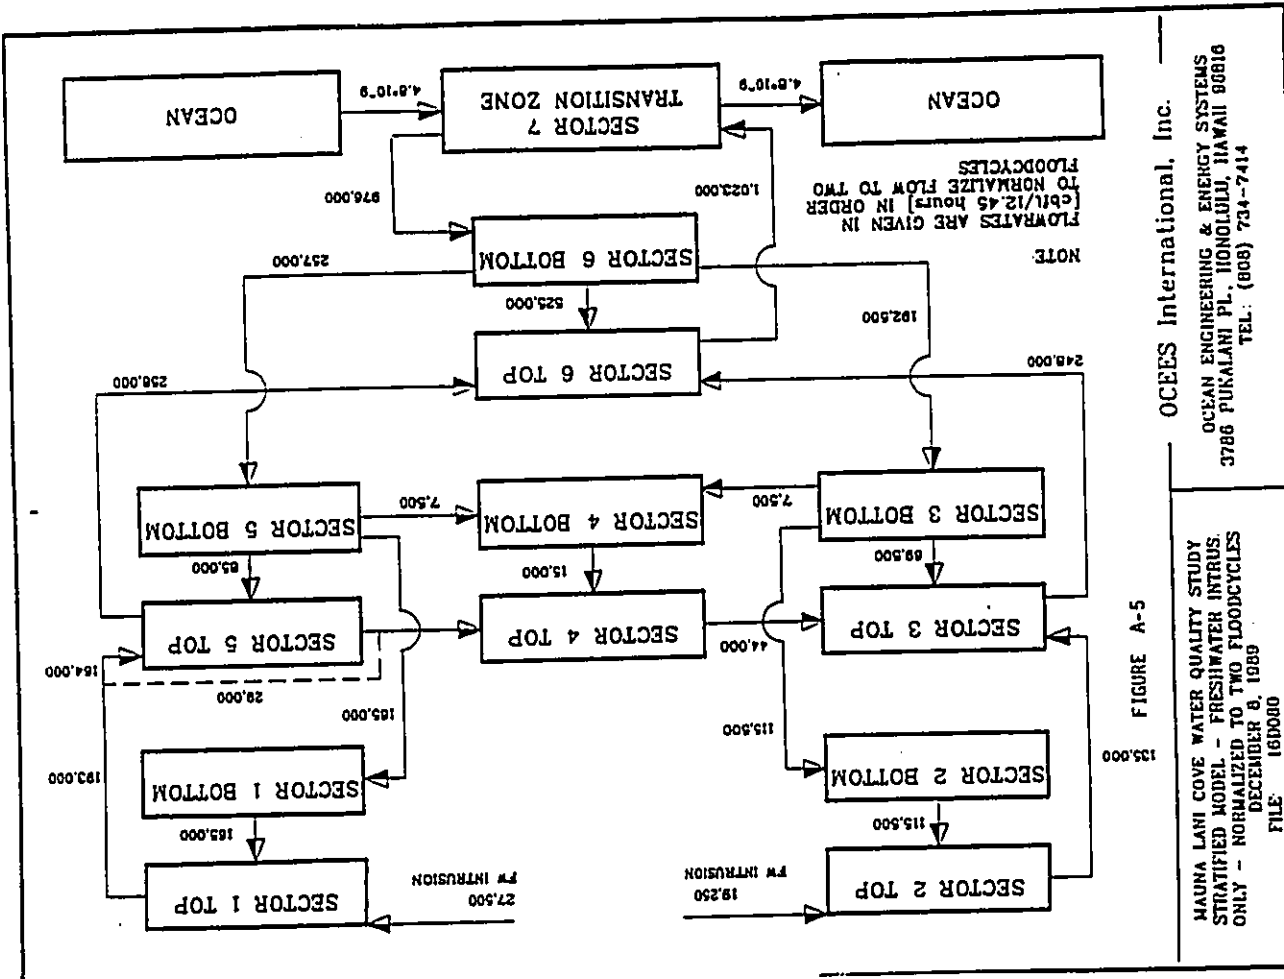 19,250
FW INTRUSION
27,500
FW INTRUSION
SECTOR 2 TOP
SECTOR 1 TOP
135,000
115,500
165,000
193,000
SECTOR 2 BOTTOM
SECTOR 1 BOTTOM
115,500
165,000
29,000
164,000
SECTOR 3 TOP
44,000
SECTOR 4 TOP
SECTOR 5 TOP
69,500
15,000
85,000
SECTOR 3 BOTTOM
7,500
SECTOR 4 BOTTOM
7,500
SECTOR 5 BOTTOM
248,000
258,000
SECTOR 6 TOP
192,500
525,000
257,000
SECTOR 6 BOTTOM
NOTE:
FLOWRATES ARE GIVEN IN
[cbft/12.45 hours] IN ORDER
TO NORMALIZE FLOW TO TWO
FLOODCYCLES
1,023,000
976,000
OCEAN
4.8*10^9
SECTOR 7
TRANSITION ZONE
4.8*10^9
OCEAN
FIGURE A-5
MAUNA LANI COVE WATER QUALITY STUDY
STRATIFIED MODEL - FRESHWATER INTRUS.
ONLY - NORMALIZED TO TWO FLOODCYCLES
DECEMBER 8, 1989
FILE: 16D080
OCEES International, Inc.
OCEAN ENGINEERING & ENERGY SYSTEMS
3786 PUKALANI PL., HONOLULU, HAWAII 96816
TEL: (808) 734-7414